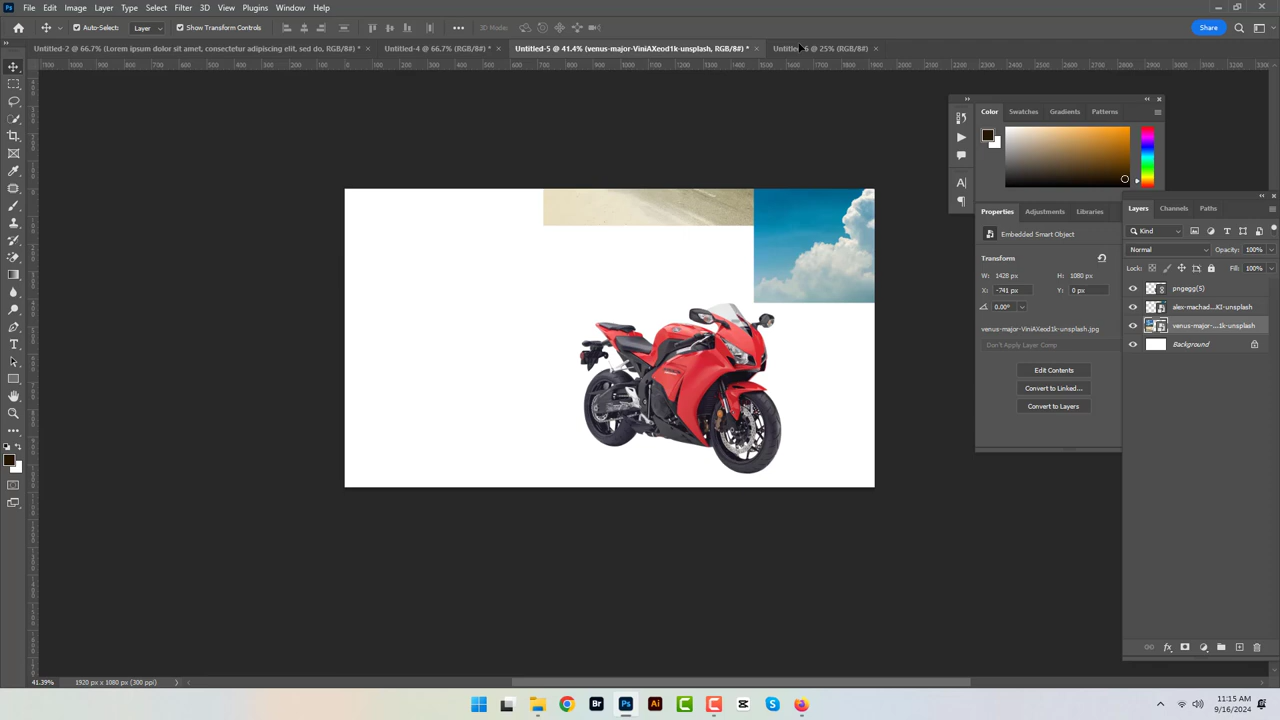 Ps File Edit Image Layer Type Select Filter 3D View Plugins Window Help
Auto-Select: Layer Show Transform Controls 3D Mode: Share
Untitled-2 @ 66.7% (Lorem ipsum dolor sit amet, consectetur adipiscing elit, sed do, RGB/8#) * × Untitled-4 @ 66.7% (RGB/8#) * × Untitled-5 @ 41.4% (venus-major-ViniAXeod1k-unsplash, RGB/8#) * × Untitled-6 @ 25% (RGB/8#) ×
Color Swatches Gradients Patterns
Properties Adjustments Libraries
Embedded Smart Object
Transform
W: 1428 px H: 1080 px
X: -741 px Y: 0 px
0.00°
venus-major-ViniAXeod1k-unsplash.jpg
Don't Apply Layer Comp
Edit Contents
Convert to Linked...
Convert to Layers
Layers Channels Paths
Kind
Normal Opacity: 100%
Lock: Fill: 100%
pngegg(5)
alex-machad...KI-unsplash
venus-major-...1k-unsplash
Background
41.39% 1920 px x 1080 px (300 ppi)
Ps Br Ai
11:15 AM
9/16/2024